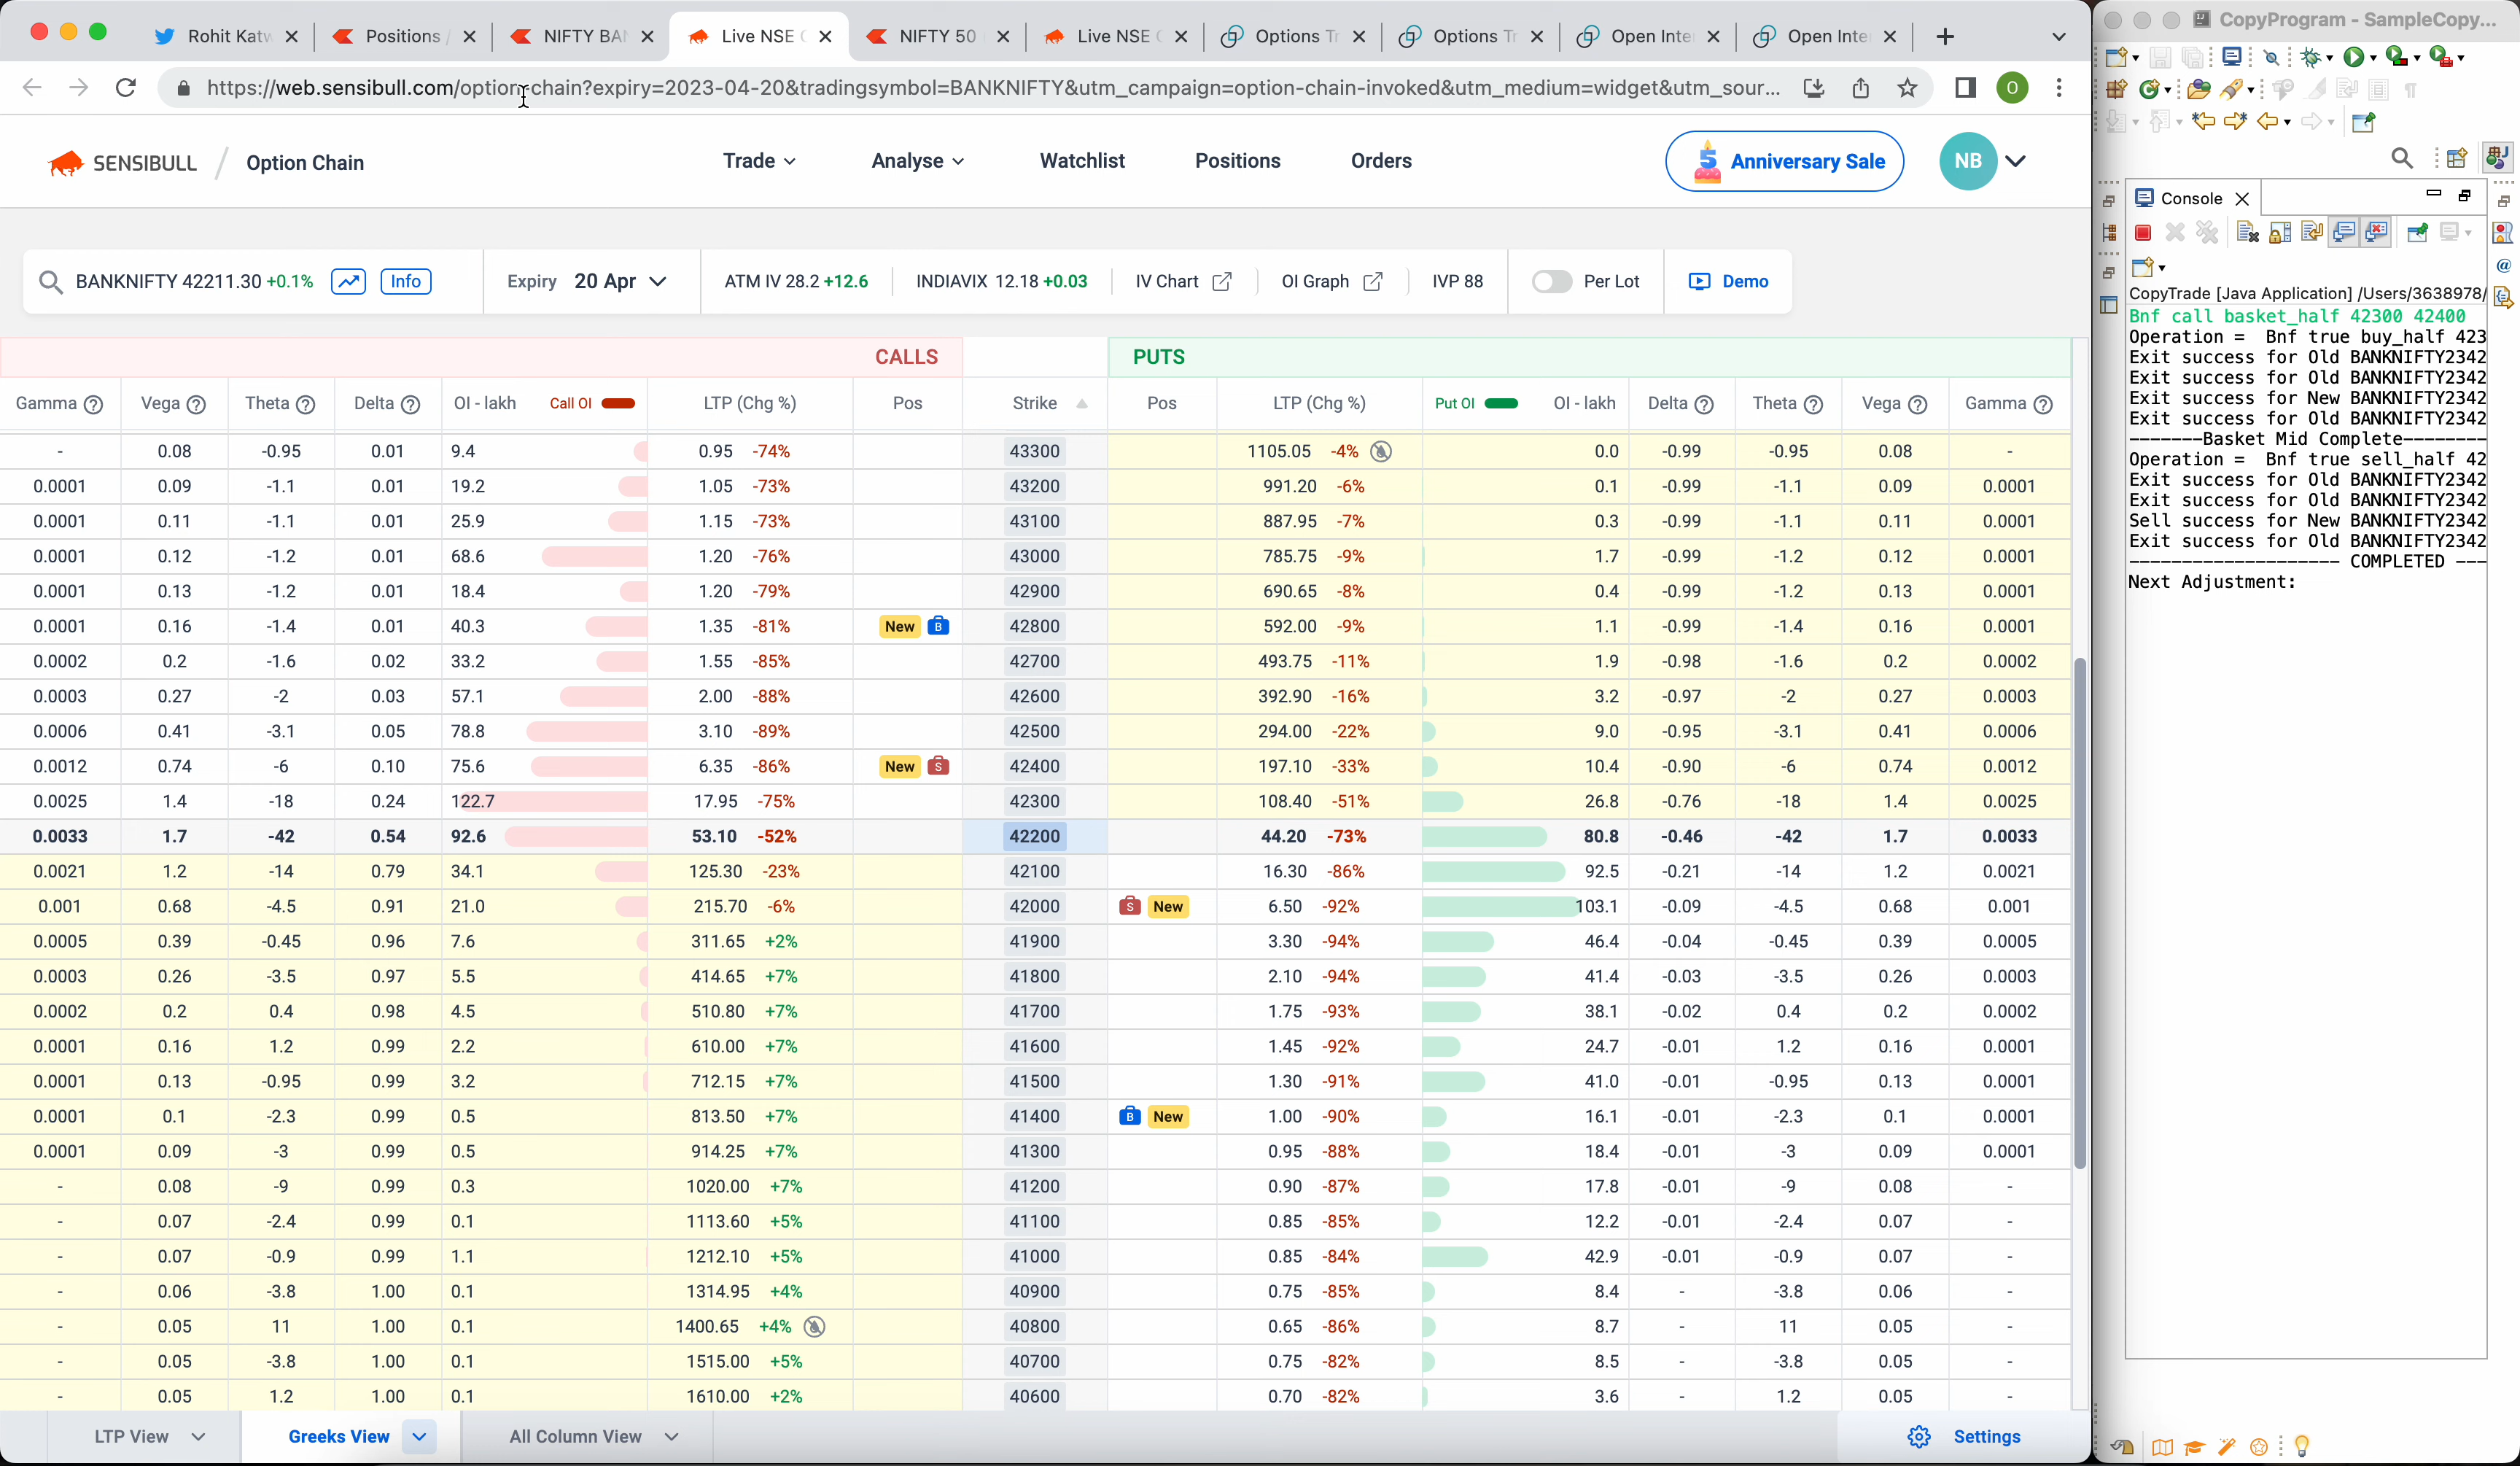 Rohit Katw
Positions /
NIFTY BAN
Live NSE O
NIFTY 50
Live NSE O
Options Tr
Options Tr
Open Inte
Open Inte
CopyProgram - SampleCopy...
https://web.sensibull.com/option-chain?expiry=2023-04-20&tradingsymbol=BANKNIFTY&utm_campaign=option-chain-invoked&utm_medium=widget&utm_sour...
O
SENSIBULL / Option Chain
Trade
Analyse
Watchlist
Positions
Orders
5 Anniversary Sale
NB
BANKNIFTY 42211.30 +0.1% Info
Expiry 20 Apr
ATM IV 28.2 +12.6
INDIAVIX 12.18 +0.03
IV Chart
OI Graph
IVP 88
Per Lot
Demo
CALLS PUTS
Gamma Vega Theta Delta OI - lakh Call OI LTP (Chg %) Pos Strike Pos LTP (Chg %) Put OI OI - lakh Delta Theta Vega Gamma
- 0.08 -0.95 0.01 9.4 0.95 -74% 43300 1105.05 -4% 0.0 -0.99 -0.95 0.08 -
0.0001 0.09 -1.1 0.01 19.2 1.05 -73% 43200 991.20 -6% 0.1 -0.99 -1.1 0.09 0.0001
0.0001 0.11 -1.1 0.01 25.9 1.15 -73% 43100 887.95 -7% 0.3 -0.99 -1.1 0.11 0.0001
0.0001 0.12 -1.2 0.01 68.6 1.20 -76% 43000 785.75 -9% 1.7 -0.99 -1.2 0.12 0.0001
0.0001 0.13 -1.2 0.01 18.4 1.20 -79% 42900 690.65 -8% 0.4 -0.99 -1.2 0.13 0.0001
0.0001 0.16 -1.4 0.01 40.3 1.35 -81% New B 42800 592.00 -9% 1.1 -0.99 -1.4 0.16 0.0001
0.0002 0.2 -1.6 0.02 33.2 1.55 -85% 42700 493.75 -11% 1.9 -0.98 -1.6 0.2 0.0002
0.0003 0.27 -2 0.03 57.1 2.00 -88% 42600 392.90 -16% 3.2 -0.97 -2 0.27 0.0003
0.0006 0.41 -3.1 0.05 78.8 3.10 -89% 42500 294.00 -22% 9.0 -0.95 -3.1 0.41 0.0006
0.0012 0.74 -6 0.10 75.6 6.35 -86% New S 42400 197.10 -33% 10.4 -0.90 -6 0.74 0.0012
0.0025 1.4 -18 0.24 122.7 17.95 -75% 42300 108.40 -51% 26.8 -0.76 -18 1.4 0.0025
0.0033 1.7 -42 0.54 92.6 53.10 -52% 42200 44.20 -73% 80.8 -0.46 -42 1.7 0.0033
0.0021 1.2 -14 0.79 34.1 125.30 -23% 42100 16.30 -86% 92.5 -0.21 -14 1.2 0.0021
0.001 0.68 -4.5 0.91 21.0 215.70 -6% 42000 S New 6.50 -92% 103.1 -0.09 -4.5 0.68 0.001
0.0005 0.39 -0.45 0.96 7.6 311.65 +2% 41900 3.30 -94% 46.4 -0.04 -0.45 0.39 0.0005
0.0003 0.26 -3.5 0.97 5.5 414.65 +7% 41800 2.10 -94% 41.4 -0.03 -3.5 0.26 0.0003
0.0002 0.2 0.4 0.98 4.5 510.80 +7% 41700 1.75 -93% 38.1 -0.02 0.4 0.2 0.0002
0.0001 0.16 1.2 0.99 2.2 610.00 +7% 41600 1.45 -92% 24.7 -0.01 1.2 0.16 0.0001
0.0001 0.13 -0.95 0.99 3.2 712.15 +7% 41500 1.30 -91% 41.0 -0.01 -0.95 0.13 0.0001
0.0001 0.1 -2.3 0.99 0.5 813.50 +7% 41400 B New 1.00 -90% 16.1 -0.01 -2.3 0.1 0.0001
0.0001 0.09 -3 0.99 0.5 914.25 +7% 41300 0.95 -88% 18.4 -0.01 -3 0.09 0.0001
- 0.08 -9 0.99 0.3 1020.00 +7% 41200 0.90 -87% 17.8 -0.01 -9 0.08 -
- 0.07 -2.4 0.99 0.1 1113.60 +5% 41100 0.85 -85% 12.2 -0.01 -2.4 0.07 -
- 0.07 -0.9 0.99 1.1 1212.10 +5% 41000 0.85 -84% 42.9 -0.01 -0.9 0.07 -
- 0.06 -3.8 1.00 0.1 1314.95 +4% 40900 0.75 -85% 8.4 - -3.8 0.06 -
- 0.05 11 1.00 0.1 1400.65 +4% 40800 0.65 -86% 8.7 - 11 0.05 -
- 0.05 -3.8 1.00 0.1 1515.00 +5% 40700 0.75 -82% 8.5 - -3.8 0.05 -
- 0.05 1.2 1.00 0.1 1610.00 +2% 40600 0.70 -82% 3.6 - 1.2 0.05 -
LTP View
Greeks View
All Column View
Settings
Console
CopyTrade [Java Application] /Users/3638978/
Bnf call basket_half 42300 42400
Operation = Bnf true buy_half 423
Exit success for Old BANKNIFTY2342
Exit success for Old BANKNIFTY2342
Exit success for New BANKNIFTY2342
Exit success for Old BANKNIFTY2342
-------Basket Mid Complete--------
Operation = Bnf true sell_half 42
Exit success for Old BANKNIFTY2342
Exit success for Old BANKNIFTY2342
Sell success for New BANKNIFTY2342
Exit success for Old BANKNIFTY2342
-------------------- COMPLETED ---
Next Adjustment: